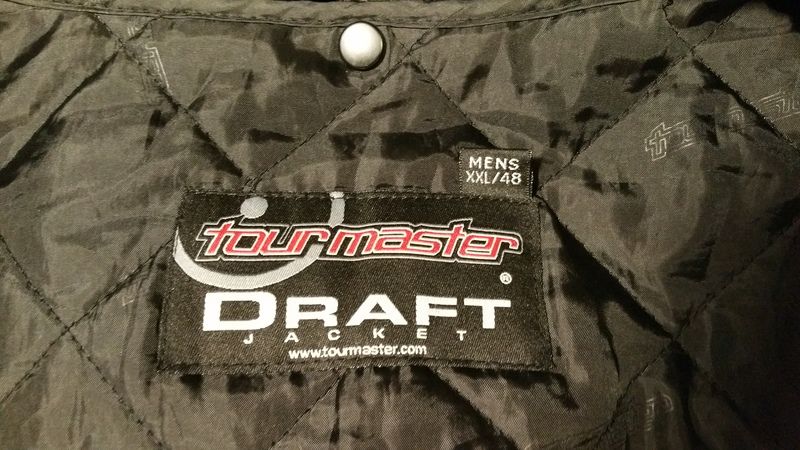 MENS
XXL/48
tourmaster
®
DRAFT
JACKET
www.tourmaster.com